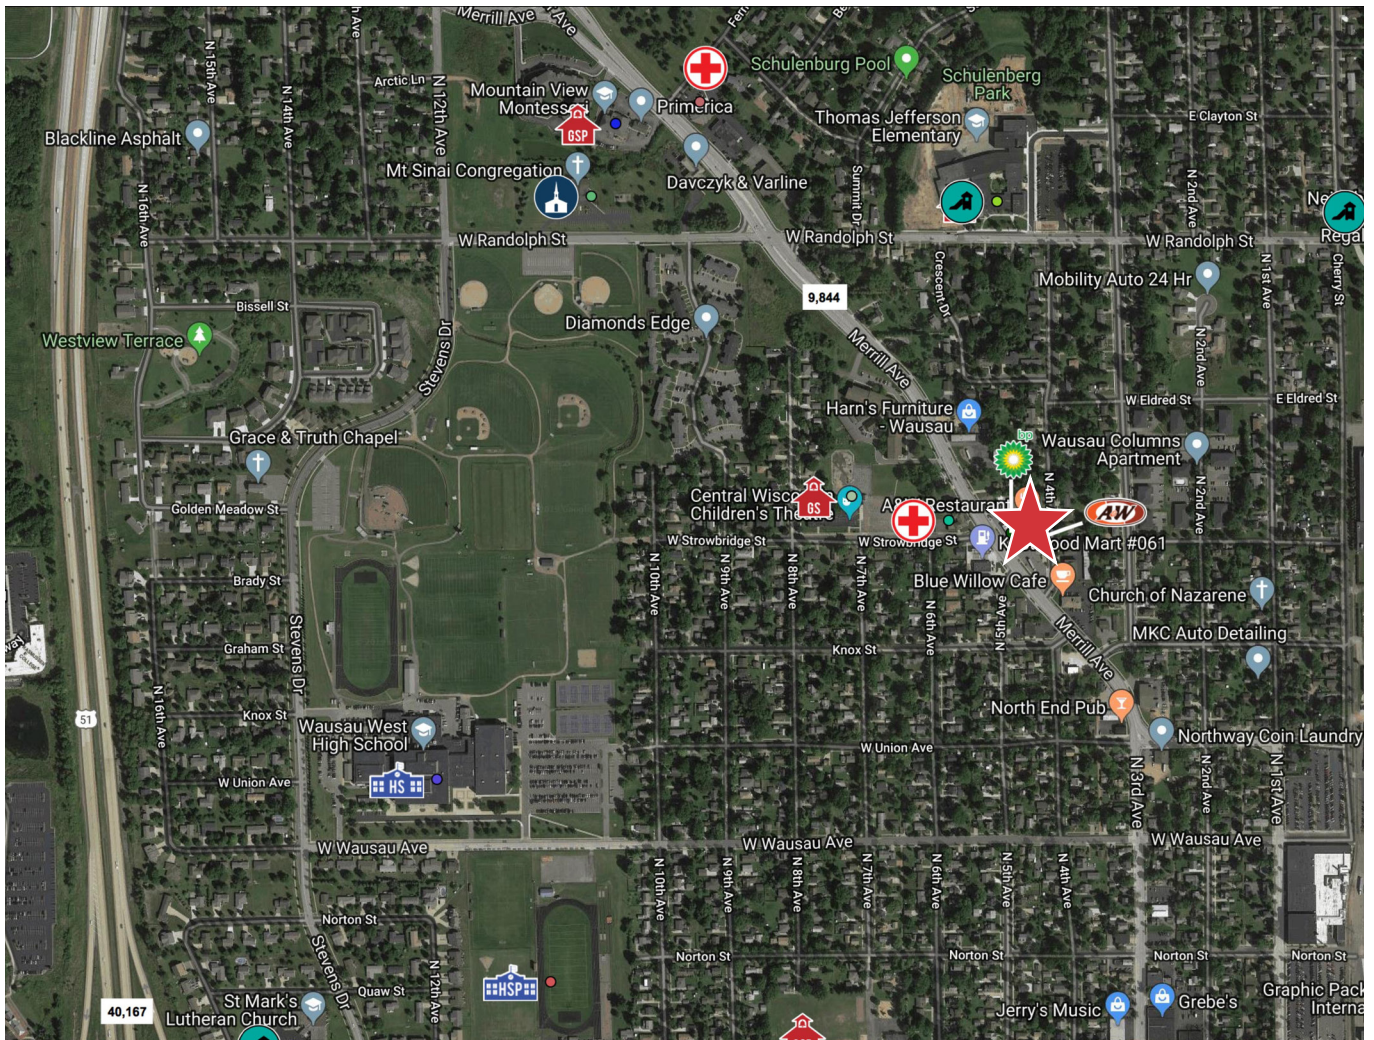 Merrill Ave
Mountain View
Montessori
Primerica
Schulenburg Pool
Schulenberg
Park
Thomas Jefferson
Elementary
E Clayton St
Arctic Ln
N 12th Ave
N 15th Ave
N 14th Ave
Blackline Asphalt
GSP
Mt Sinai Congregation
Davczyk & Varline
Summit Dr
N 2nd Ave
N 16th Ave
W Randolph St
W Randolph St
W Randolph St
Crescent Dr
N 1st Ave
Cherry St
Mobility Auto 24 Hr
9,844
Bissell St
Diamonds Edge
Westview Terrace
Stevens Dr
Merrill Ave
N 2nd Ave
W Eldred St
E Eldred St
Harn's Furniture
- Wausau
Grace & Truth Chapel
bp
Wausau Columns
Apartment
N 4th
N 2nd Ave
Central Wisco
Children's Theatre
GS
A&W Restaurant
A&W
Golden Meadow St
W Strowbridge St
W Strowbridge St
Food Mart #061
Brady St
N 10th Ave
N 9th Ave
N 8th Ave
N 7th Ave
N 6th Ave
N 5th Ave
Blue Willow Cafe
Church of Nazarene
Merrill Ave
MKC Auto Detailing
Graham St
Stevens Dr
Knox St
51
N 16th Ave
Knox St
North End Pub
Wausau West
High School
W Union Ave
Northway Coin Laundry
HS
W Union Ave
N 3rd Ave
N 2nd Ave
N 1st Ave
W Wausau Ave
W Wausau Ave
W Wausau Ave
N 10th Ave
N 9th Ave
N 8th Ave
N 7th Ave
N 6th Ave
N 5th Ave
N 4th Ave
Norton St
Stevens Dr
N 12th Ave
Norton St
Norton St
Norton St
Norton St
HSP
Quaw St
40,167
St Mark's
Lutheran Church
Jerry's Music
Grebe's
Graphic Pack
Interna